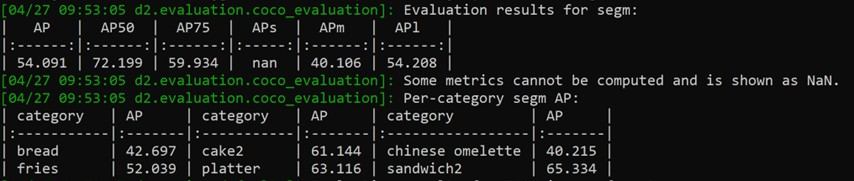 [04/27 09:53:05 d2.evaluation.coco_evaluation]: Evaluation results for segm:
| AP | AP50 | AP75 | APs | APm | APl |
|:------:|:------:|:------:|:-----:|:------:|:------:|
| 54.091 | 72.199 | 59.934 | nan | 40.106 | 54.208 |
[04/27 09:53:05 d2.evaluation.coco_evaluation]: Some metrics cannot be computed and is shown as NaN.
[04/27 09:53:05 d2.evaluation.coco_evaluation]: Per-category segm AP:
| category | AP | category | AP | category | AP |
|:-----------|:-------|:-----------|:-------|:-----------------|:-------|
| bread | 42.697 | cake2 | 61.144 | chinese omelette | 40.215 |
| fries | 52.039 | platter | 63.116 | sandwich2 | 65.334 |